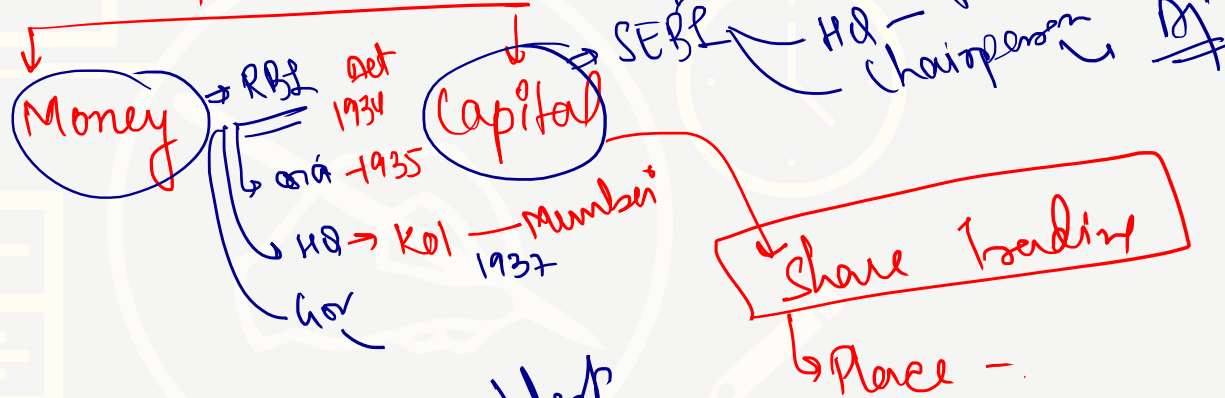 SEBI HQ -
Chairperson
Money → RBI Act
1934
Capital
1935
HQ → Kol — Mumbai
1937
Gov
Share Trading
Place -